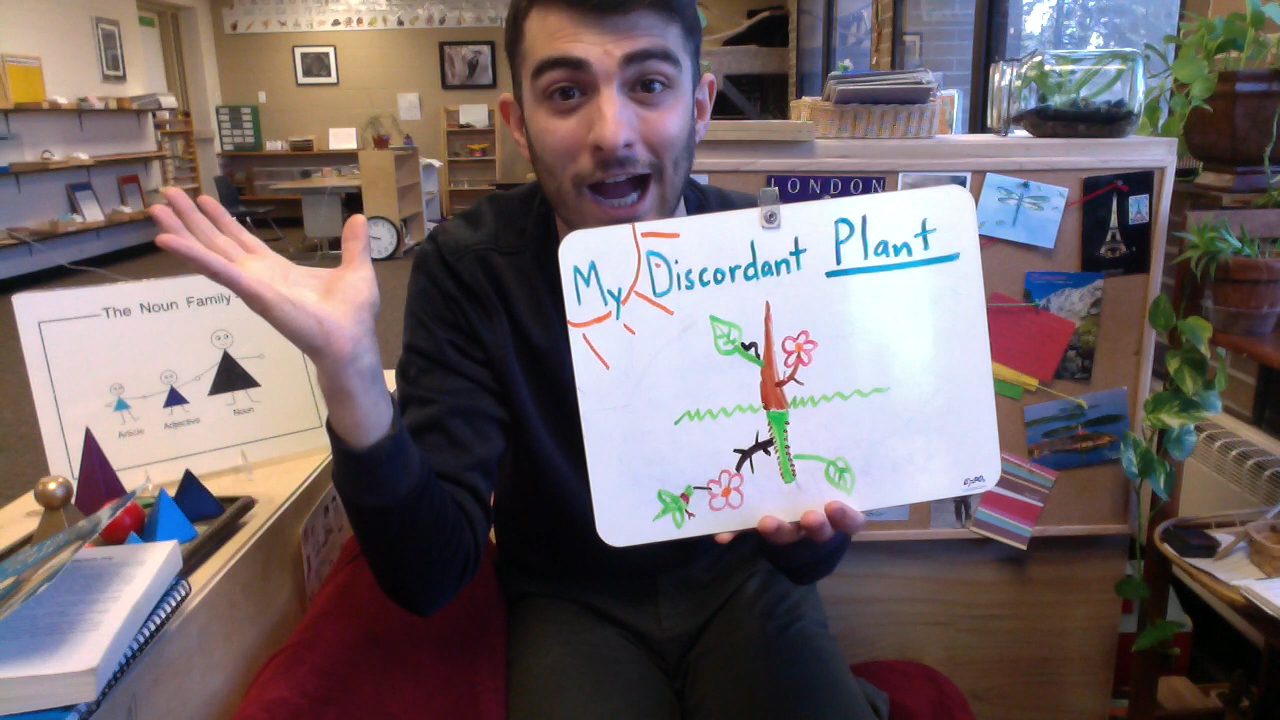 LONDON
My Discordant Plant
The Noun Family
Article
Adjective
Noun